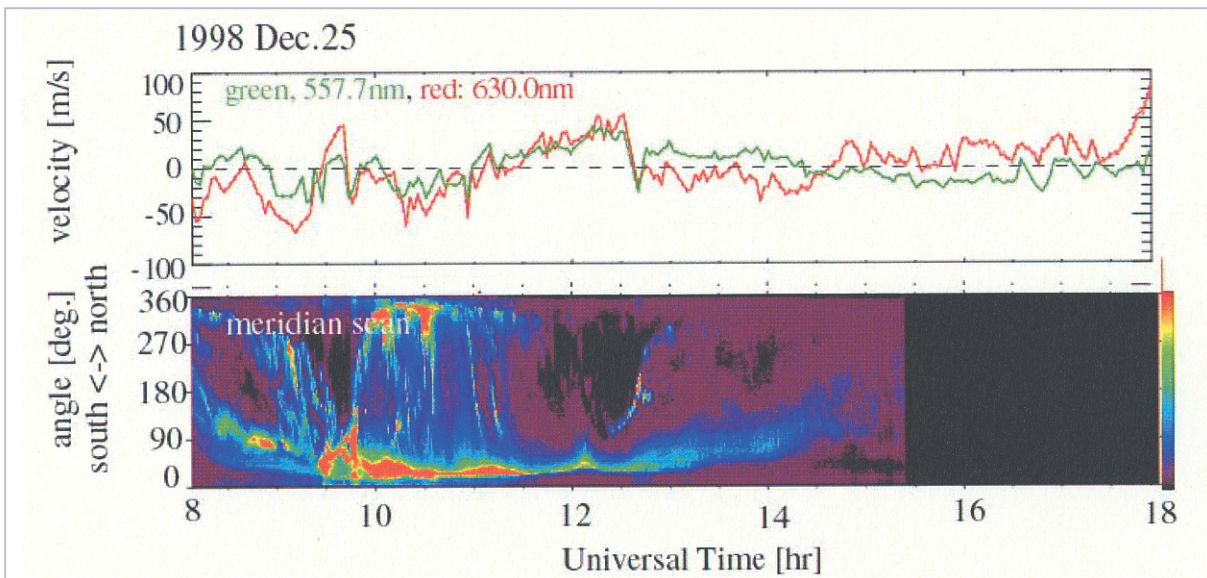 1998 Dec.25
velocity [m/s]
100
50
0
-50
-100
green, 557.7nm, red: 630.0nm
angle [deg.]
south <-> north
360
270
180
90
0
meridian scan
8 10 12 14 16 18
Universal Time [hr]